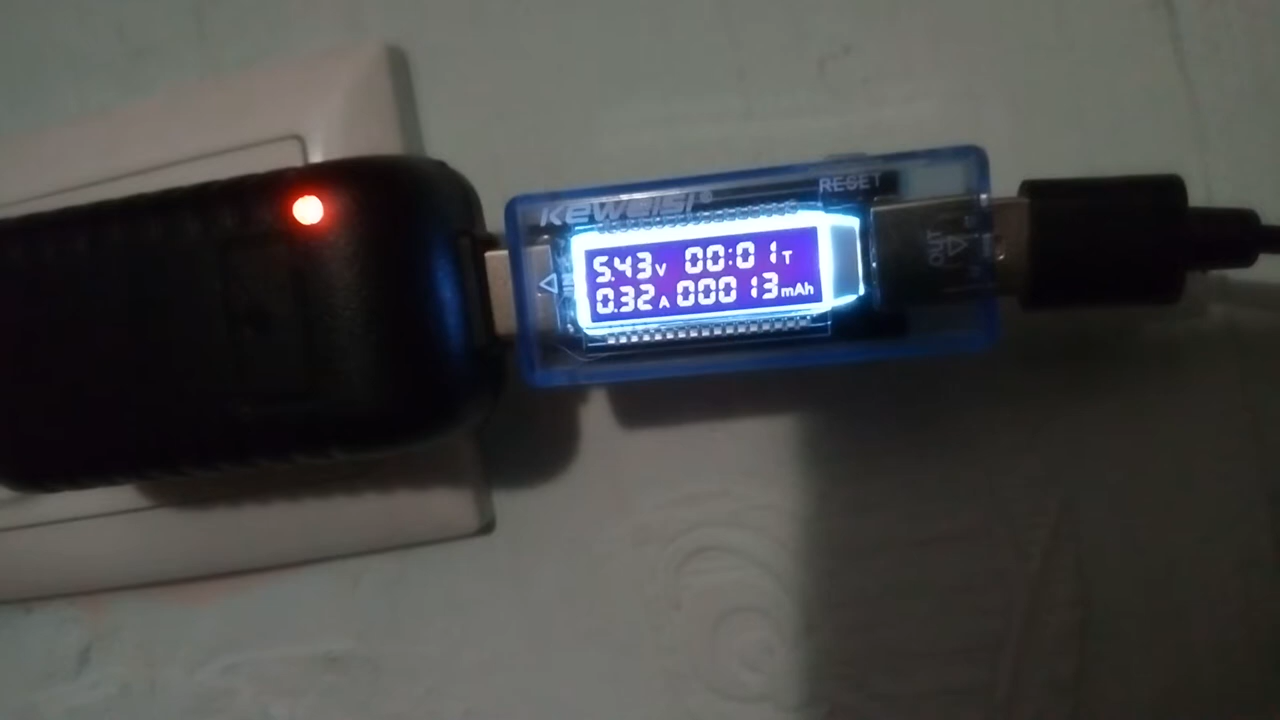 KEWEISI®
RESET
5.43V 00:01T
0.32A 00013mAh
OUT